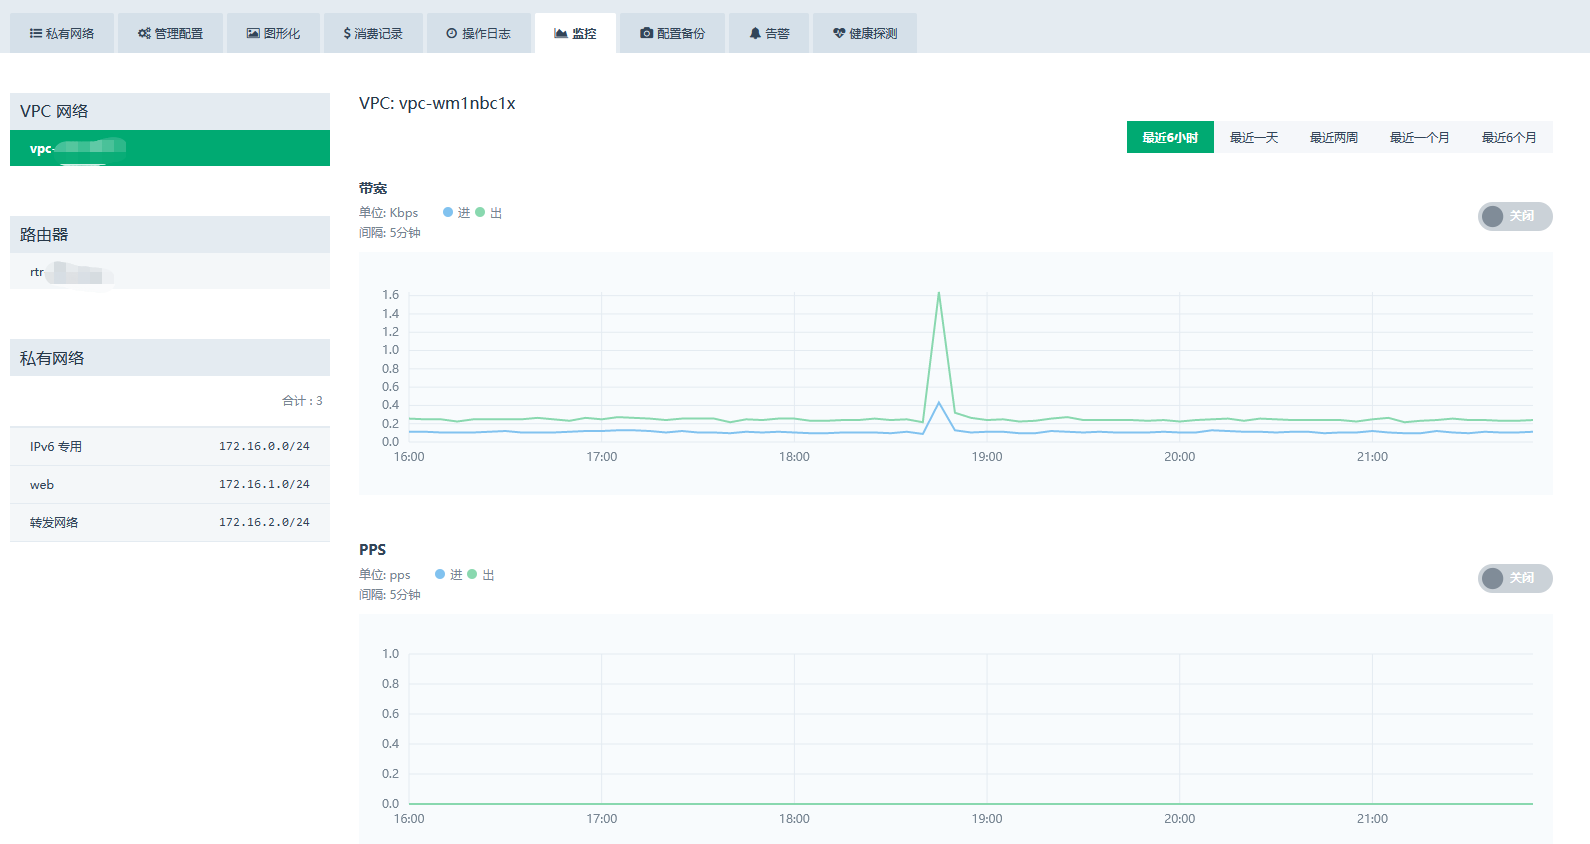 私有网络 管理配置 图形化 消费记录 操作日志 监控 配置备份 告警 健康探测
VPC 网络
vpc-
路由器
rtr
私有网络
合计 : 3
IPv6 专用 172.16.0.0/24
web 172.16.1.0/24
转发网络 172.16.2.0/24
VPC: vpc-wm1nbc1x
最近6小时 最近一天 最近两周 最近一个月 最近6个月
带宽
单位: Kbps 进 出
间隔: 5分钟
关闭
1.6
1.4
1.2
1.0
0.8
0.6
0.4
0.2
0.0
16:00 17:00 18:00 19:00 20:00 21:00
PPS
单位: pps 进 出
间隔: 5分钟
关闭
1.0
0.8
0.6
0.4
0.2
0.0
16:00 17:00 18:00 19:00 20:00 21:00